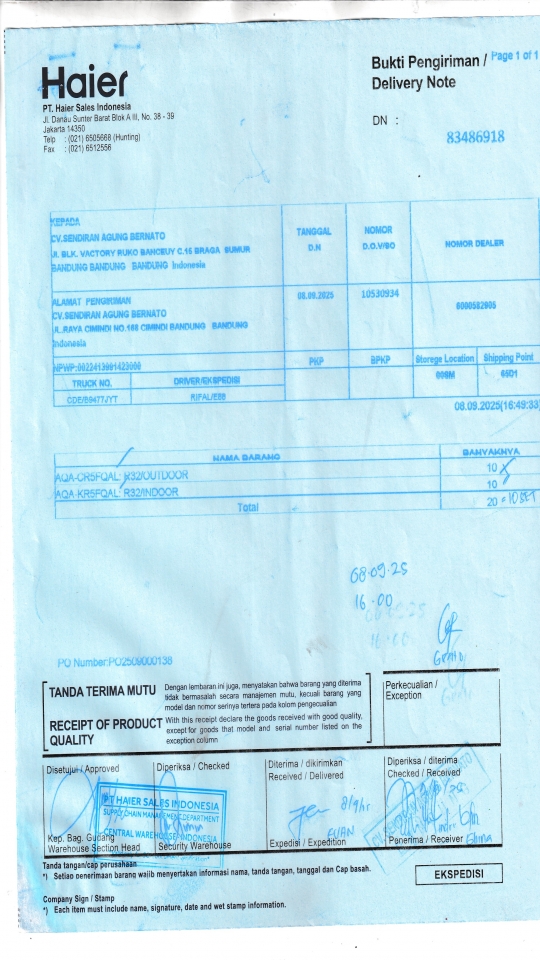 Haier
PT. Haier Sales Indonesia
Jl. Danau Sunter Barat Blok A III, No. 38 - 39
Jakarta 14350
Telp : (021) 6505668 (Hunting)
Fax : (021) 6512556
Bukti Pengiriman / Page 1 of 1
Delivery Note
DN :
83486918
KEPADA
CV.SENDIRAN AGUNG BERNATO
JL BLK. VACTORY RUKO BANCEUY C.15 BRAGA SUMUR
BANDUNG BANDUNG BANDUNG Indonesia
TANGGAL D.N
NOMOR D.O.V/SO
NOMOR DEALER
ALAMAT PENGIRIMAN
CV.SENDIRAN AGUNG BERNATO
JL.RAYA CIMINDI NO.188 CIMINDI BANDUNG BANDUNG
Indonesia
08.09.2025
10530934
NPWP:0022413991423000
PKP
BPKP
Storege Location
Shipping Point
TRUCK NO.
DRIVER/EKSPEDISI
6501
RIFAL/E88
08.09.2025(16:49:33)
NAMA BARANG
BANYAKNYA
AQA-CR5FQAL: R32/OUTDOOR 10
AQA-KR5FQAL: R32/INDOOR 10
Total 20 = 10 SET
08.09.25
16.00
PO Number:PO2509000138
TANDA TERIMA MUTU
Dengan lembaran ini juga, menyatakan bahwa barang yang diterima
tidak bermasalah secara manajemen mutu, kecuali barang yang
model dan nomor serinya tertera pada kolom pengecualian
RECEIPT OF PRODUCT QUALITY
With this receipt declare the goods received with good quality,
except for goods that model and serial number listed on the
exception column
Perkecualian /
Exception
Disetujui / Approved
Diperiksa / Checked
Diterima / dikirimkan
Received / Delivered
Diperiksa / diterima
Checked / Received
PT HAIER SALES INDONESIA
SUPPLY CHAIN MANAGEMENT DEPARTMENT
CENTRAL WAREHOUSE INDONESIA
Kep. Bag. Gudang
Warehouse Section Head
Security Warehouse
Expedisi / Expedition
Penerima / Receiver
Tanda tangan/cap perusahaan
*) Setiao penerimaan barang wajib menyertakan informasi nama, tanda tangan, tanggal dan Cap basah.
EKSPEDISI
Company Sign / Stamp
*) Each item must include name, signature, date and wet stamp information.